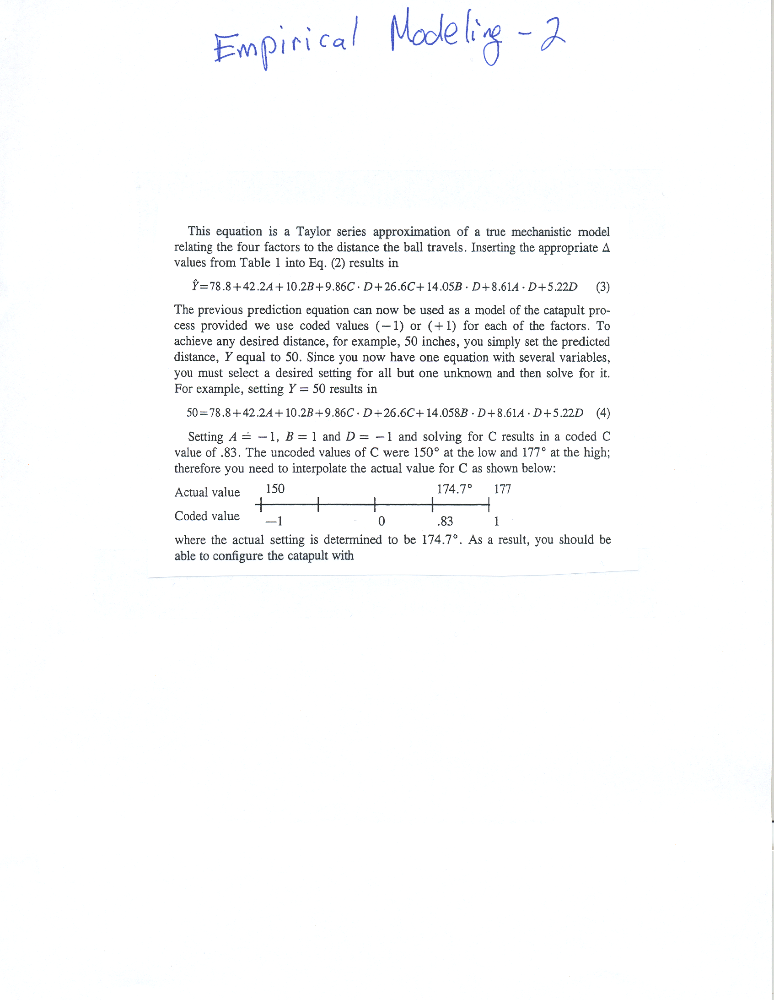 Empirical Modeling - 2
This equation is a Taylor series approximation of a true mechanistic model
relating the four factors to the distance the ball travels. Inserting the appropriate Δ
values from Table 1 into Eq. (2) results in
Ŷ=78.8+42.2A+10.2B+9.86C · D+26.6C+14.05B · D+8.61A · D+5.22D (3)
The previous prediction equation can now be used as a model of the catapult pro-
cess provided we use coded values (−1) or (+1) for each of the factors. To
achieve any desired distance, for example, 50 inches, you simply set the predicted
distance, Y equal to 50. Since you now have one equation with several variables,
you must select a desired setting for all but one unknown and then solve for it.
For example, setting Y = 50 results in
50=78.8+42.2A+10.2B+9.86C · D+26.6C+14.058B · D+8.61A · D+5.22D (4)
Setting A = −1, B = 1 and D = −1 and solving for C results in a coded C
value of .83. The uncoded values of C were 150° at the low and 177° at the high;
therefore you need to interpolate the actual value for C as shown below:
Actual value 150 174.7° 177
Coded value −1 0 .83 1
where the actual setting is determined to be 174.7°. As a result, you should be
able to configure the catapult with